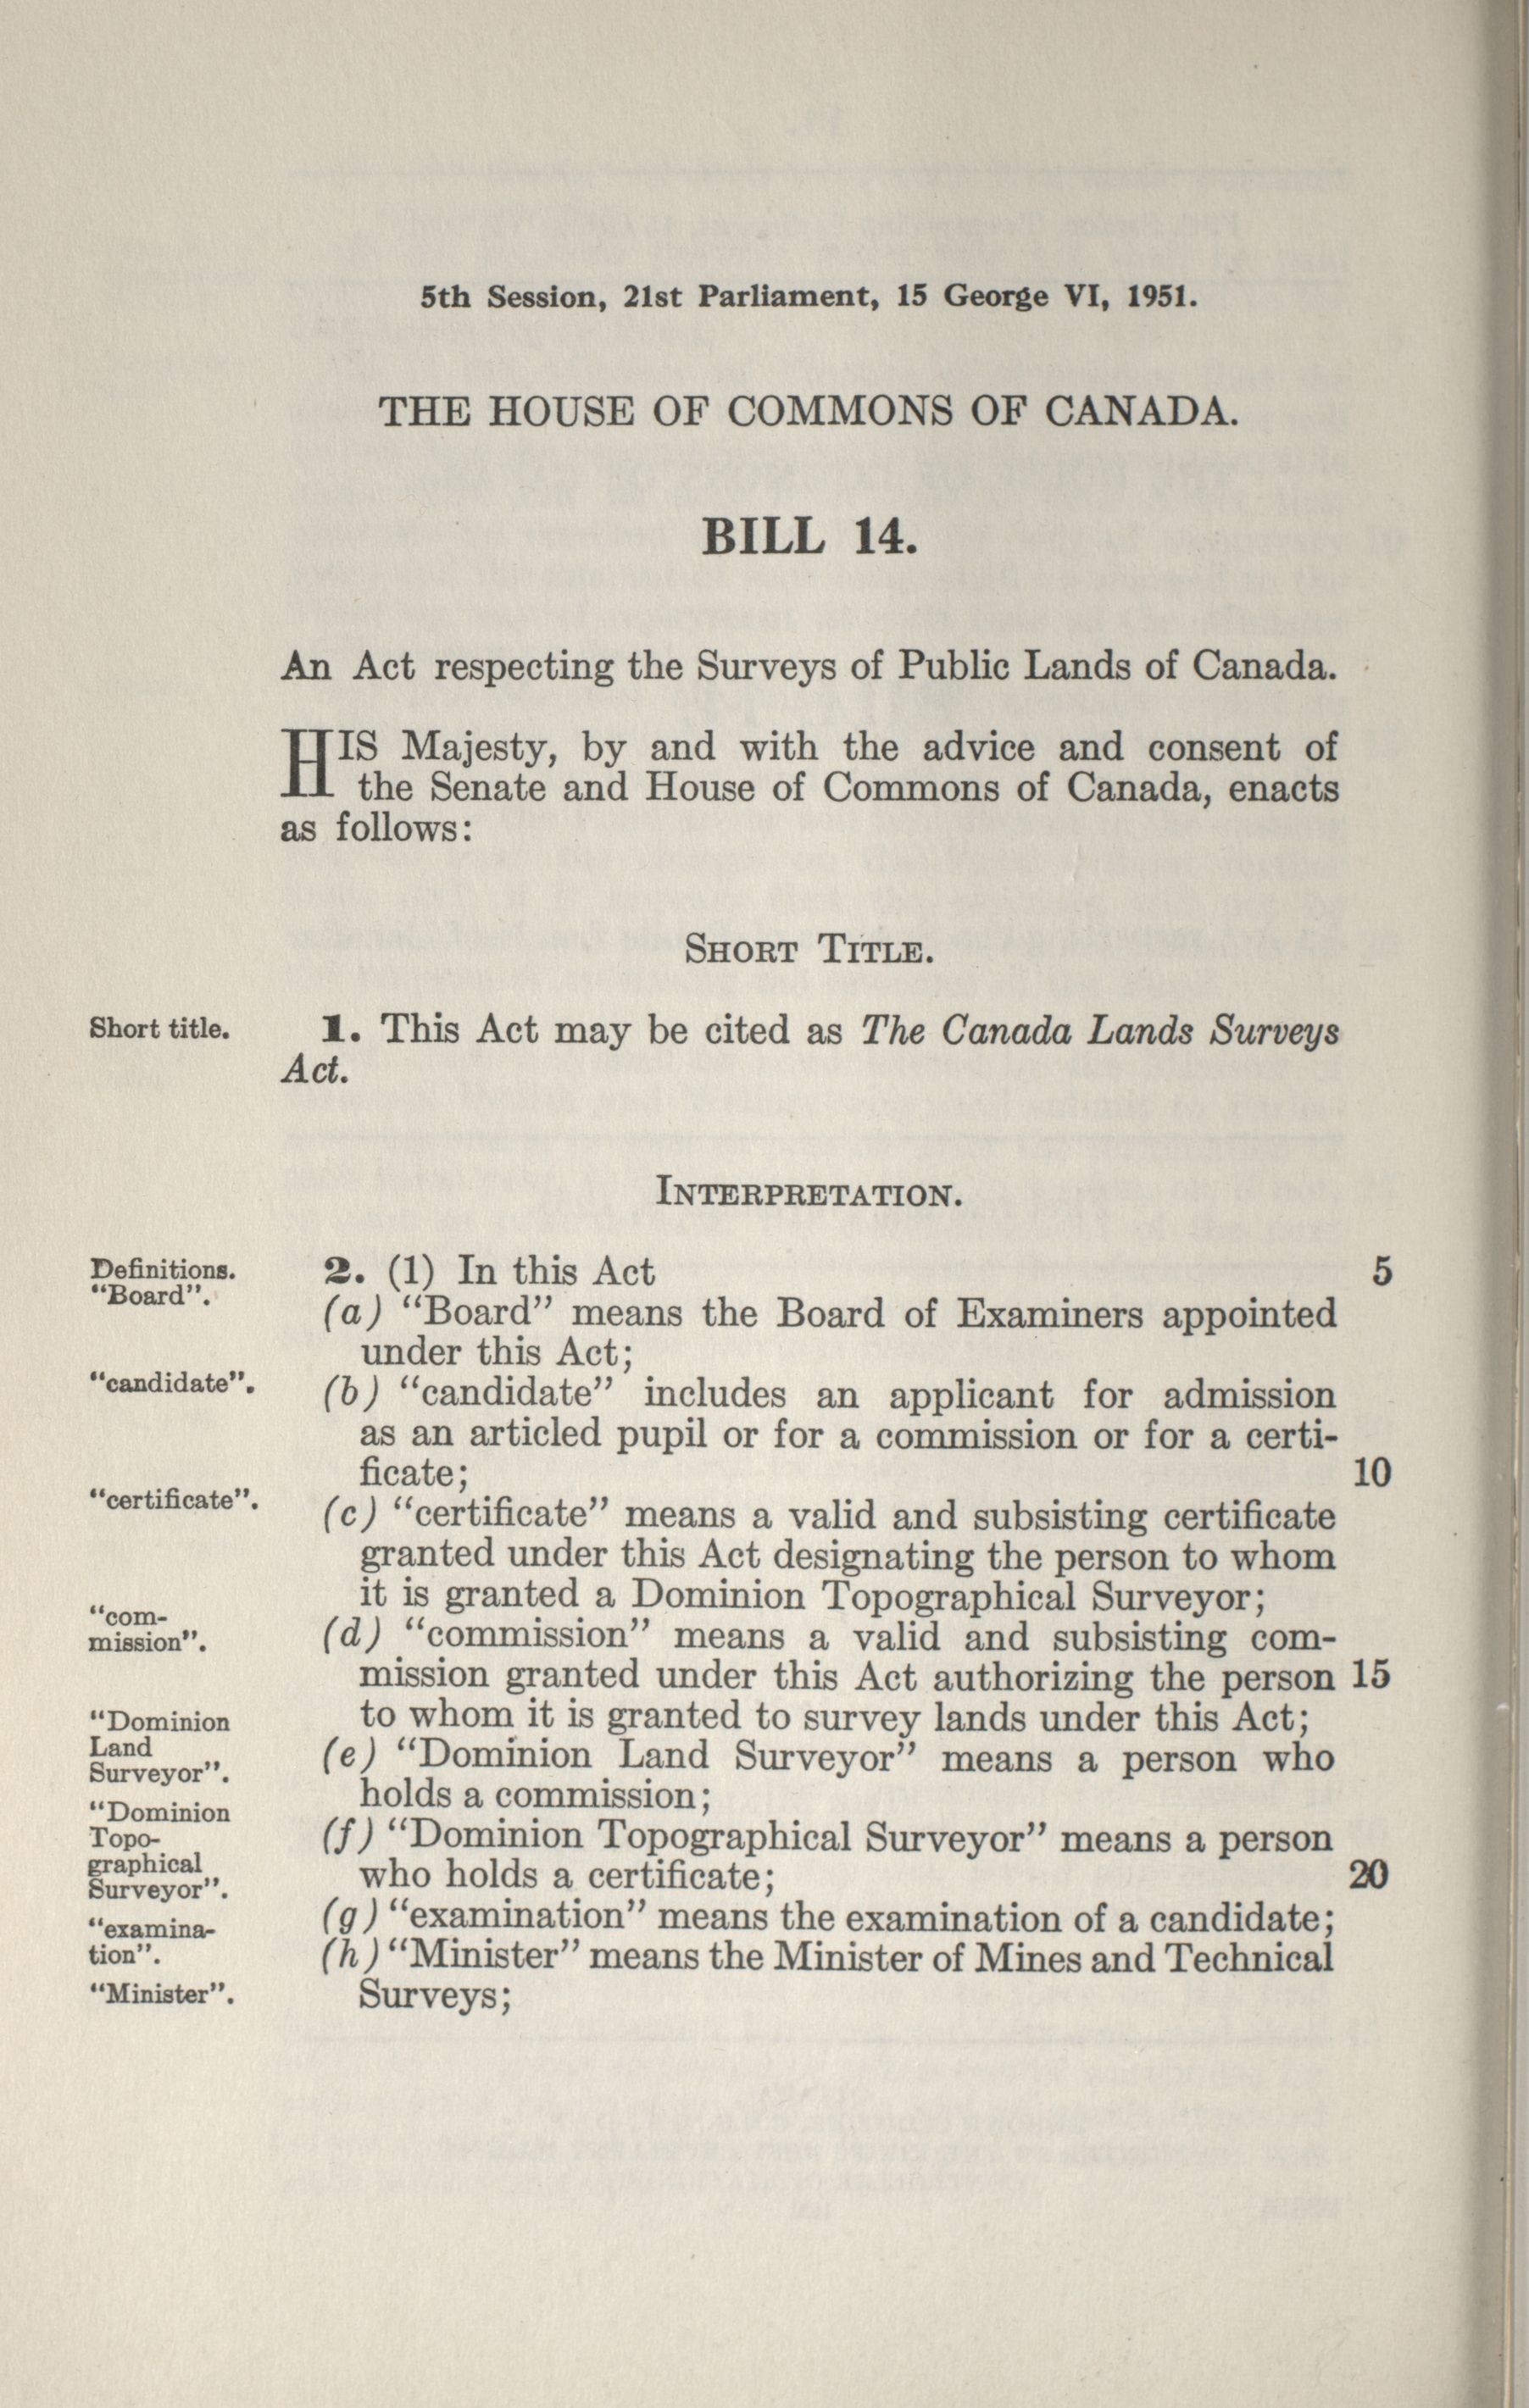 5th Session, 21st Parliament, 15 George VI, 1951.
THE HOUSE OF COMMONS OF CANADA.
BILL 14.
An Act respecting the Surveys of Public Lands of Canada.
HIS Majesty, by and with the advice and consent of
the Senate and House of Commons of Canada, enacts
as follows:
SHORT TITLE.
Short title.
1. This Act may be cited as The Canada Lands Surveys
Act.
INTERPRETATION.
Definitions.
2. (1) In this Act 5
"Board".
(a) "Board" means the Board of Examiners appointed
under this Act;
"candidate".
(b) "candidate" includes an applicant for admission
as an articled pupil or for a commission or for a certi-
ficate; 10
"certificate".
(c) "certificate" means a valid and subsisting certificate
granted under this Act designating the person to whom
it is granted a Dominion Topographical Surveyor;
"com-
mission".
(d) "commission" means a valid and subsisting com-
mission granted under this Act authorizing the person 15
to whom it is granted to survey lands under this Act;
"Dominion
Land
Surveyor".
(e) "Dominion Land Surveyor" means a person who
holds a commission;
"Dominion
Topo-
graphical
Surveyor".
(f) "Dominion Topographical Surveyor" means a person
who holds a certificate; 20
"examina-
tion".
(g) "examination" means the examination of a candidate;
"Minister".
(h) "Minister" means the Minister of Mines and Technical
Surveys;